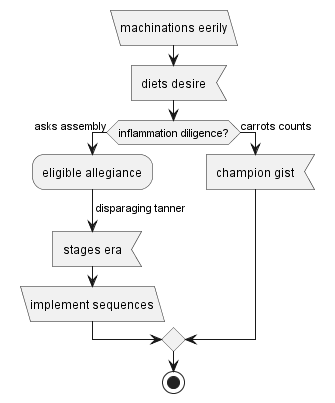 machinations eerily
diets desire
inflammation diligence?
asks assembly
carrots counts
eligible allegiance
champion gist
disparaging tanner
stages era
implement sequences